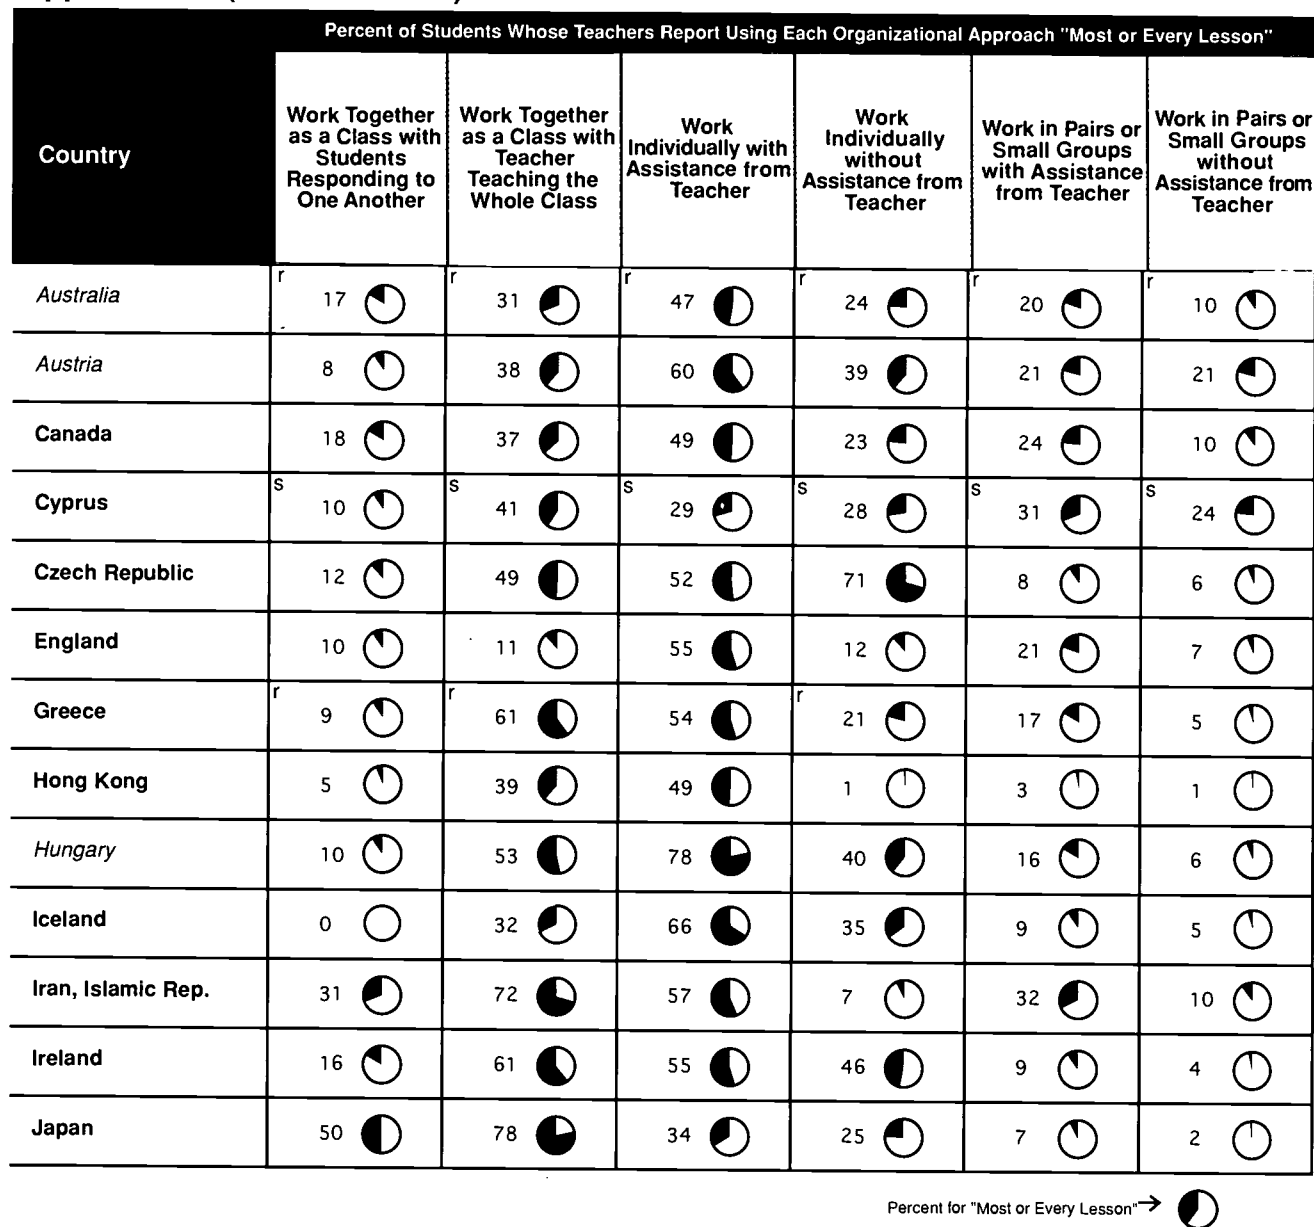 Percent of Students Whose Teachers Report Using Each Organizational Approach "Most or Every Lesson"
Country
Work Together
as a Class with
Students
Responding to
One Another
Work Together
as a Class with
Teacher
Teaching the
Whole Class
Work
Individually with
Assistance from
Teacher
Work
Individually
without
Assistance from
Teacher
Work in Pairs or
Small Groups
with Assistance
from Teacher
Work in Pairs or
Small Groups
without
Assistance from
Teacher
Australia r 17 r 31 r 47 r 24 r 20 r 10
Austria 8 38 60 39 21 21
Canada 18 37 49 23 24 10
Cyprus s 10 s 41 s 29 s 28 s 31 s 24
Czech Republic 12 49 52 71 8 6
England 10 11 55 12 21 7
Greece r 9 r 61 54 r 21 17 5
Hong Kong 5 39 49 1 3 1
Hungary 10 53 78 40 16 6
Iceland 0 32 66 35 9 5
Iran, Islamic Rep. 31 72 57 7 32 10
Ireland 16 61 55 46 9 4
Japan 50 78 34 25 7 2
Percent for "Most or Every Lesson"→